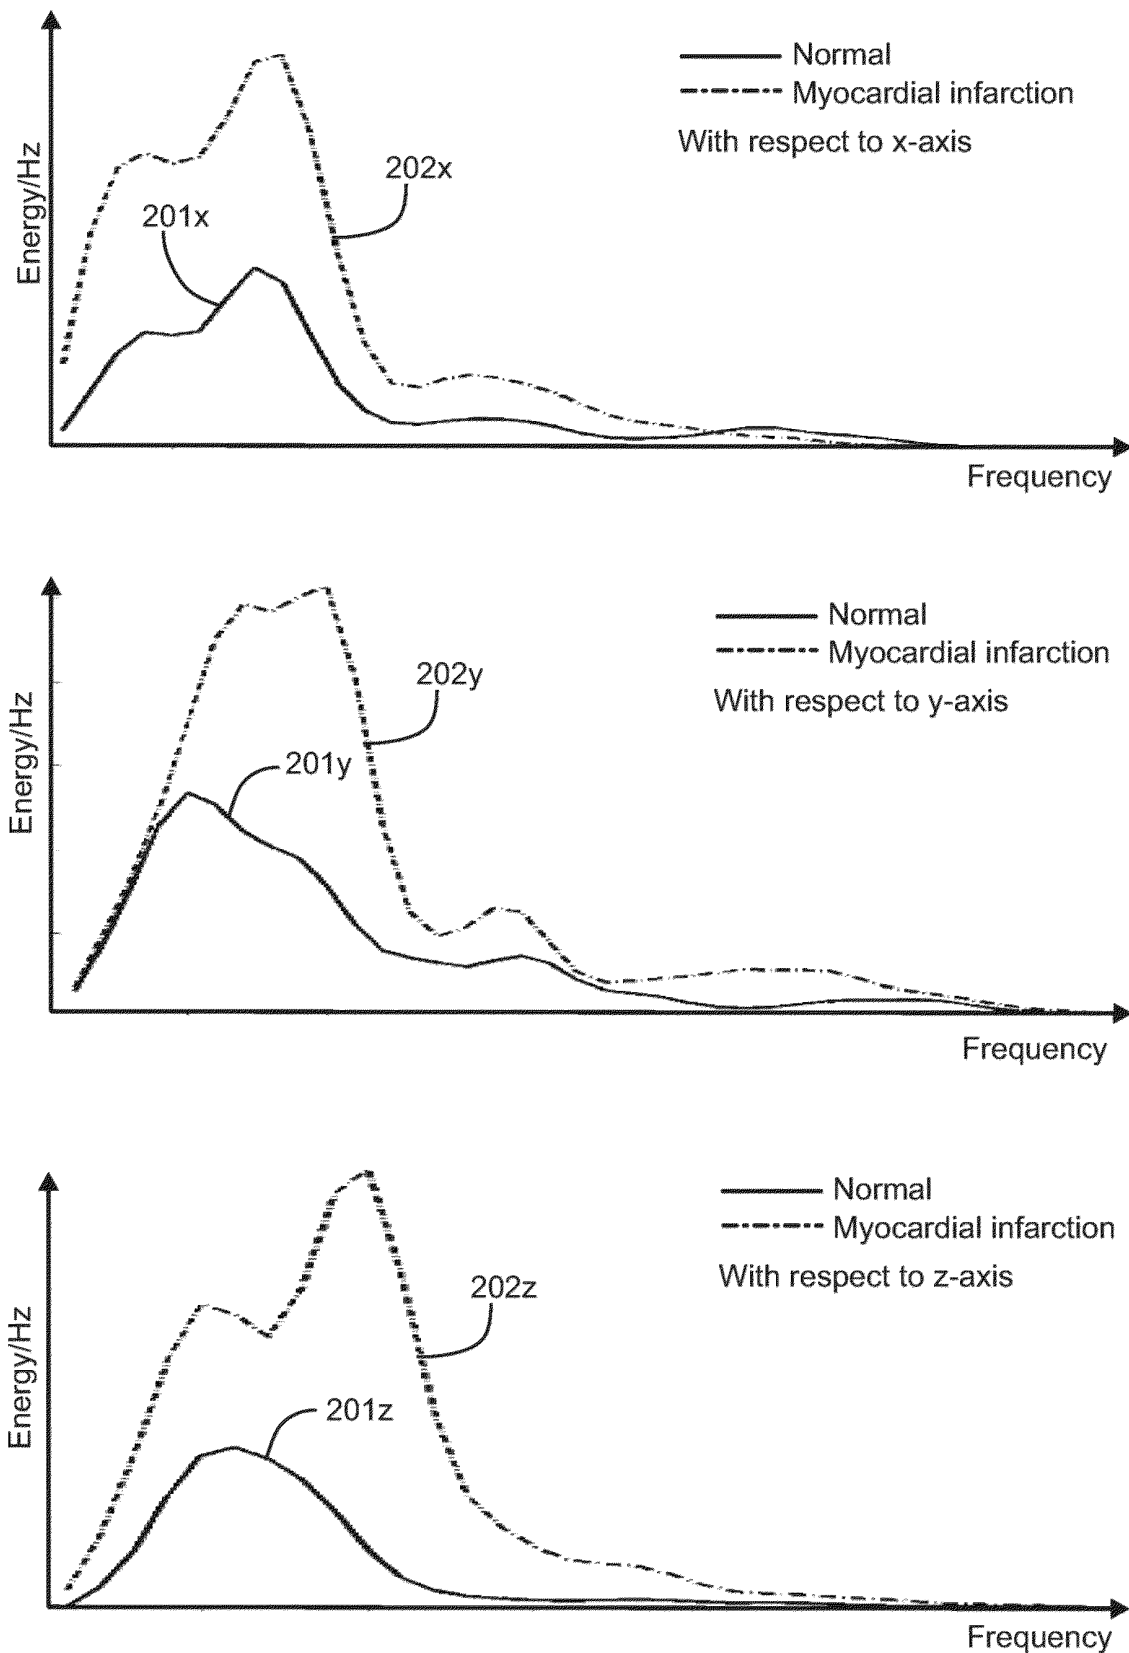 Normal
Myocardial infarction
With respect to x-axis
202x
201x
Energy/Hz
Frequency
Normal
Myocardial infarction
With respect to y-axis
202y
201y
Energy/Hz
Frequency
Normal
Myocardial infarction
With respect to z-axis
202z
201z
Energy/Hz
Frequency